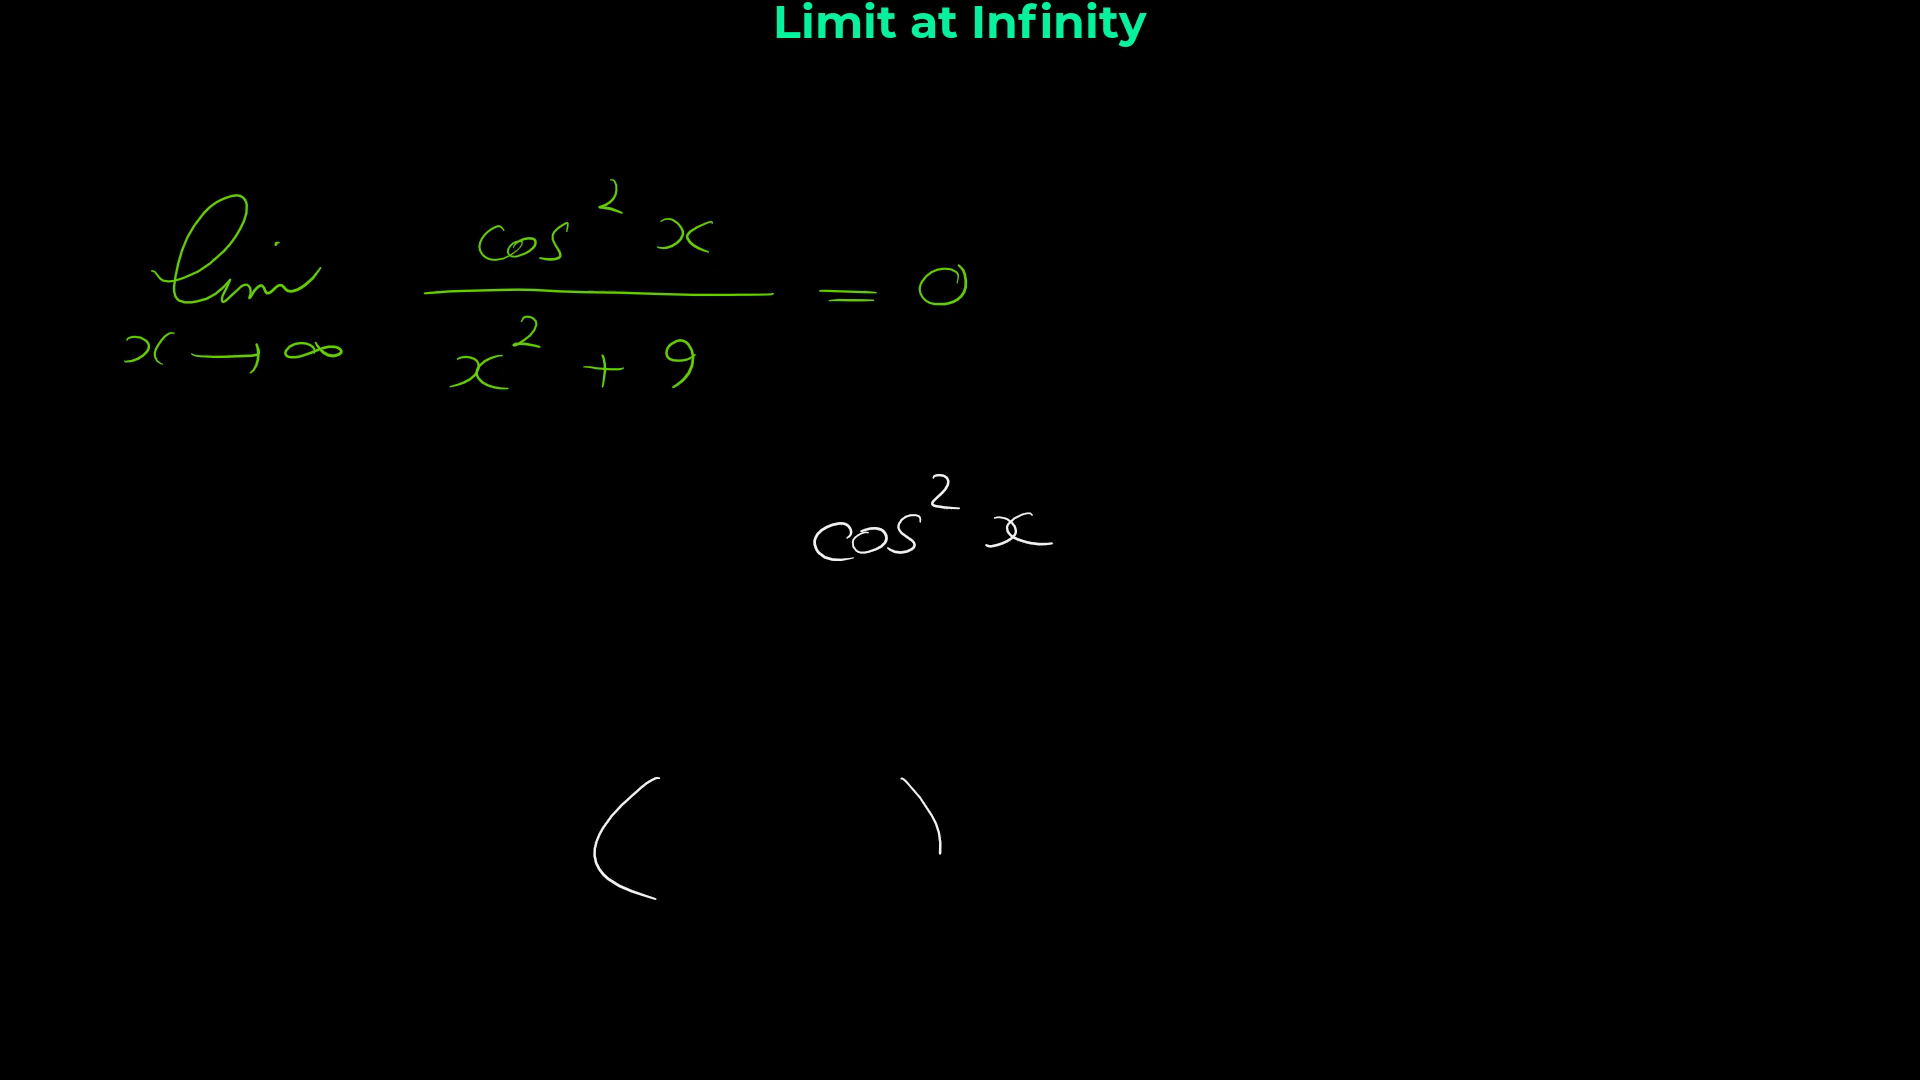 Limit at Infinity
lim x→∞ cos² x / x² + 9 = 0
cos² x
( )